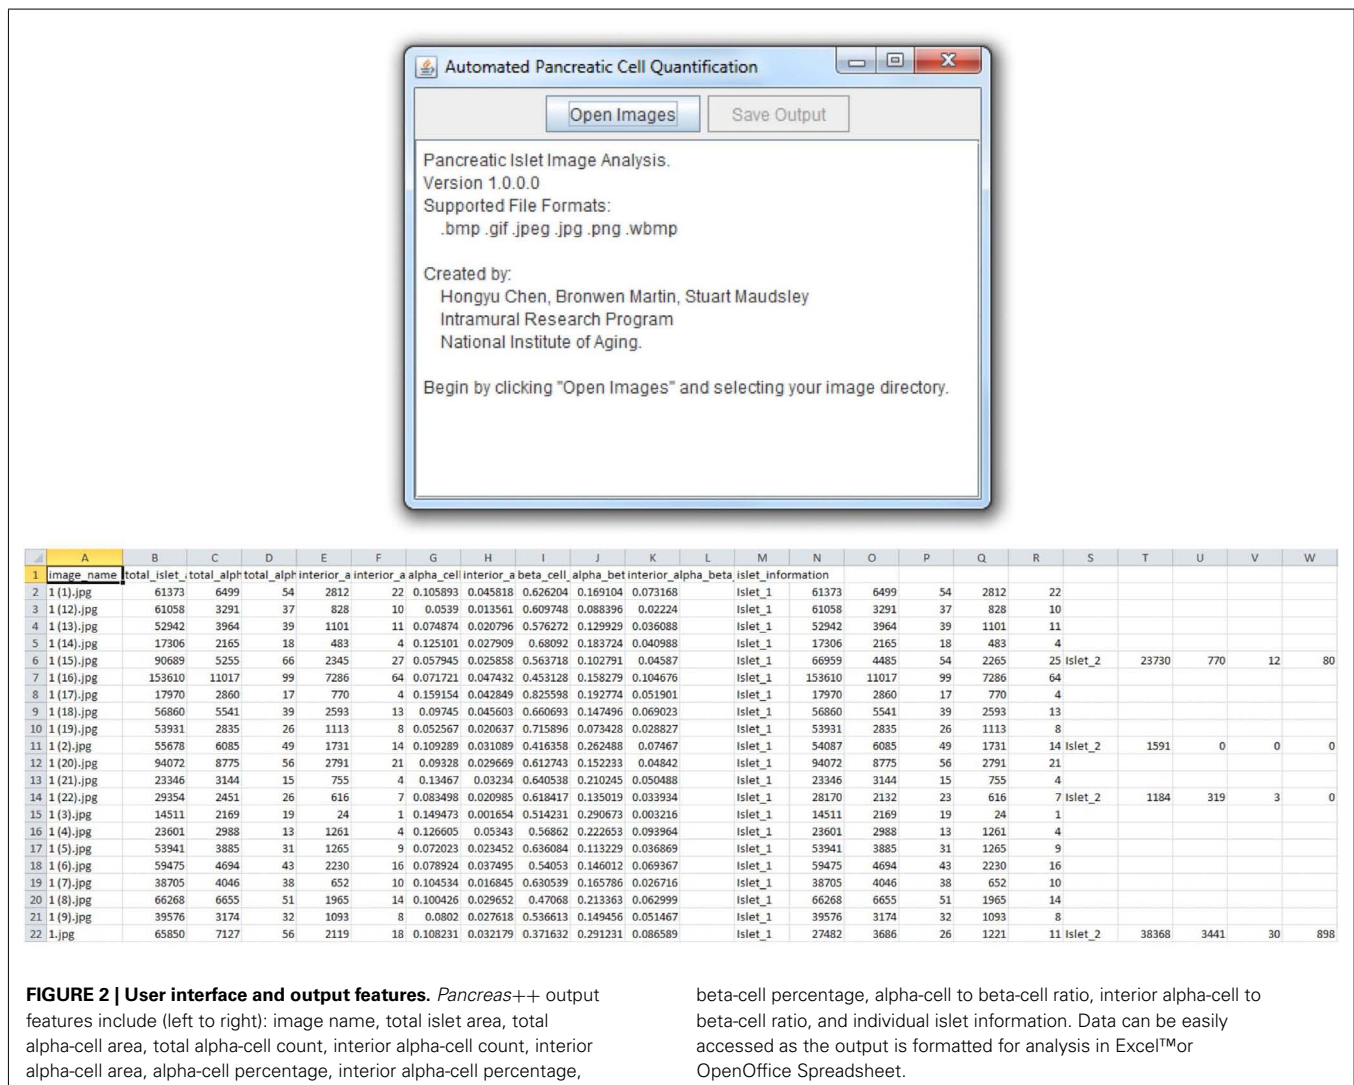 Automated Pancreatic Cell Quantification
Open Images Save Output
Pancreatic Islet Image Analysis.
Version 1.0.0.0
Supported File Formats:
.bmp .gif .jpeg .jpg .png .wbmp
Created by:
Hongyu Chen, Bronwen Martin, Stuart Maudsley
Intramural Research Program
National Institute of Aging.
Begin by clicking "Open Images" and selecting your image directory.
A B C D E F G H I J K L M N O P Q R S T U V W
1 image_name total_islet_ total_alph total_alph interior_a interior_a alpha_cell interior_a beta_cell_ alpha_bet interior_alpha_beta_ islet_information
2 1 (1).jpg 61373 6499 54 2812 22 0.105893 0.045818 0.626204 0.169104 0.073168 Islet_1 61373 6499 54 2812 22
3 1 (12).jpg 61058 3291 37 828 10 0.0539 0.013561 0.609748 0.088396 0.02224 Islet_1 61058 3291 37 828 10
4 1 (13).jpg 52942 3964 39 1101 11 0.074874 0.020796 0.576272 0.129929 0.036088 Islet_1 52942 3964 39 1101 11
5 1 (14).jpg 17306 2165 18 483 4 0.125101 0.027909 0.68092 0.183724 0.040988 Islet_1 17306 2165 18 483 4
6 1 (15).jpg 90689 5255 66 2345 27 0.057945 0.025858 0.563718 0.102791 0.04587 Islet_1 66959 4485 54 2265 25 Islet_2 23730 770 12 80
7 1 (16).jpg 153610 11017 99 7286 64 0.071721 0.047432 0.453128 0.158279 0.104676 Islet_1 153610 11017 99 7286 64
8 1 (17).jpg 17970 2860 17 770 4 0.159154 0.042849 0.825598 0.192774 0.051901 Islet_1 17970 2860 17 770 4
9 1 (18).jpg 56860 5541 39 2593 13 0.09745 0.045603 0.660693 0.147496 0.069023 Islet_1 56860 5541 39 2593 13
10 1 (19).jpg 53931 2835 26 1113 8 0.052567 0.020637 0.715896 0.073428 0.028827 Islet_1 53931 2835 26 1113 8
11 1 (2).jpg 55678 6085 49 1731 14 0.109289 0.031089 0.416358 0.262488 0.07467 Islet_1 54087 6085 49 1731 14 Islet_2 1591 0 0 0
12 1 (20).jpg 94072 8775 56 2791 21 0.09328 0.029669 0.612743 0.152233 0.04842 Islet_1 94072 8775 56 2791 21
13 1 (21).jpg 23346 3144 15 755 4 0.13467 0.03234 0.640538 0.210245 0.050488 Islet_1 23346 3144 15 755 4
14 1 (22).jpg 29354 2451 26 616 7 0.083498 0.020985 0.618417 0.135019 0.033934 Islet_1 28170 2132 23 616 7 Islet_2 1184 319 3 0
15 1 (3).jpg 14511 2169 19 24 1 0.149473 0.001654 0.514231 0.290673 0.003216 Islet_1 14511 2169 19 24 1
16 1 (4).jpg 23601 2988 13 1261 4 0.126605 0.05343 0.56862 0.222653 0.093964 Islet_1 23601 2988 13 1261 4
17 1 (5).jpg 53941 3885 31 1265 9 0.072023 0.023452 0.636084 0.113229 0.036869 Islet_1 53941 3885 31 1265 9
18 1 (6).jpg 59475 4694 43 2230 16 0.078924 0.037495 0.54053 0.146012 0.069367 Islet_1 59475 4694 43 2230 16
19 1 (7).jpg 38705 4046 38 652 10 0.104534 0.016845 0.630539 0.165786 0.026716 Islet_1 38705 4046 38 652 10
20 1 (8).jpg 66268 6655 51 1965 14 0.100426 0.029652 0.47068 0.213363 0.062999 Islet_1 66268 6655 51 1965 14
21 1 (9).jpg 39576 3174 32 1093 8 0.0802 0.027618 0.536613 0.149456 0.051467 Islet_1 39576 3174 32 1093 8
22 1.jpg 65850 7127 56 2119 18 0.108231 0.032179 0.371632 0.291231 0.086589 Islet_1 27482 3686 26 1221 11 Islet_2 38368 3441 30 898
FIGURE 2 | User interface and output features. Pancreas++ output
features include (left to right): image name, total islet area, total
alpha-cell area, total alpha-cell count, interior alpha-cell count, interior
alpha-cell area, alpha-cell percentage, interior alpha-cell percentage,
beta-cell percentage, alpha-cell to beta-cell ratio, interior alpha-cell to
beta-cell ratio, and individual islet information. Data can be easily
accessed as the output is formatted for analysis in Excel™or
OpenOffice Spreadsheet.